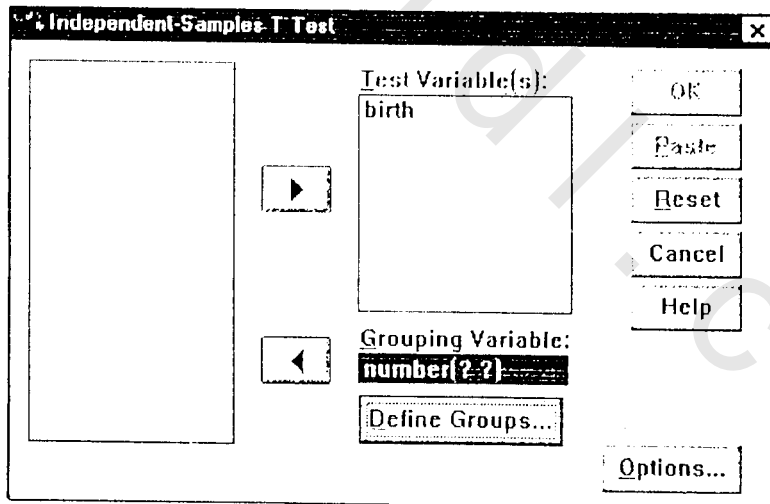 Independent-Samples T Test
Test Variable(s):
birth
OK
Paste
Reset
Cancel
Help
Grouping Variable:
number(? ?)
Define Groups...
Options...